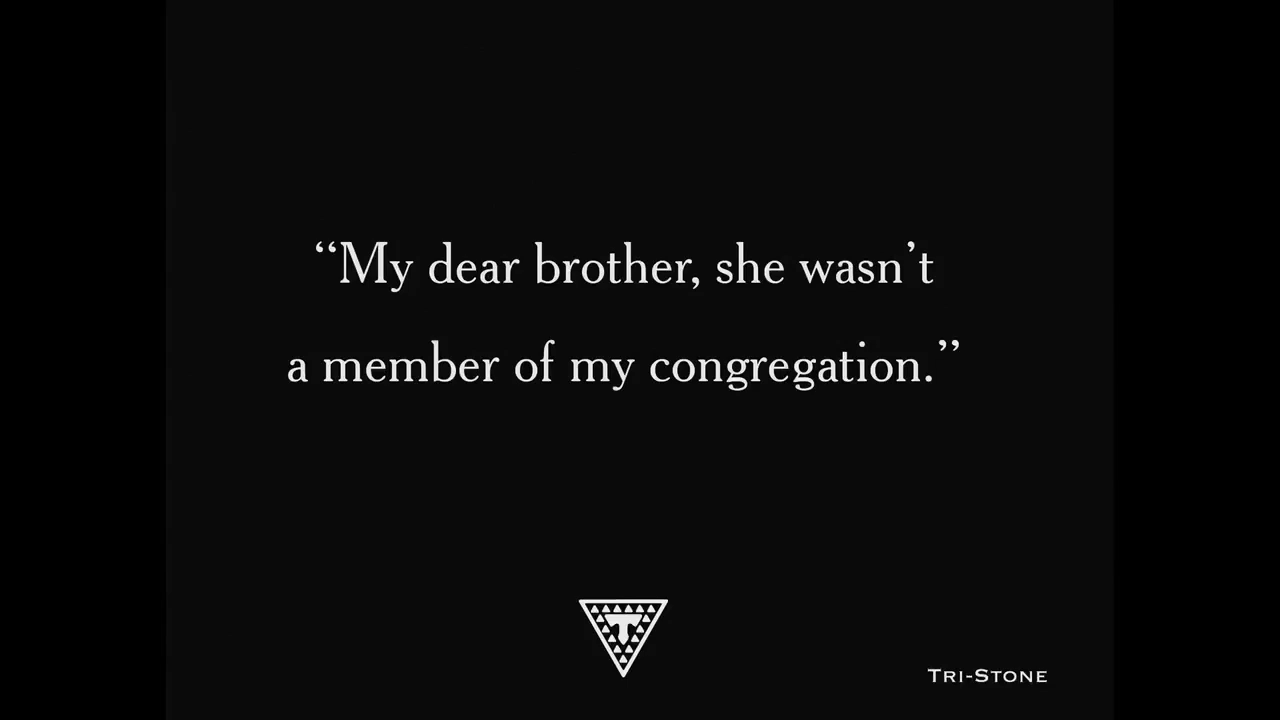 “My dear brother, she wasn’t
a member of my congregation.”
T
Tri-Stone